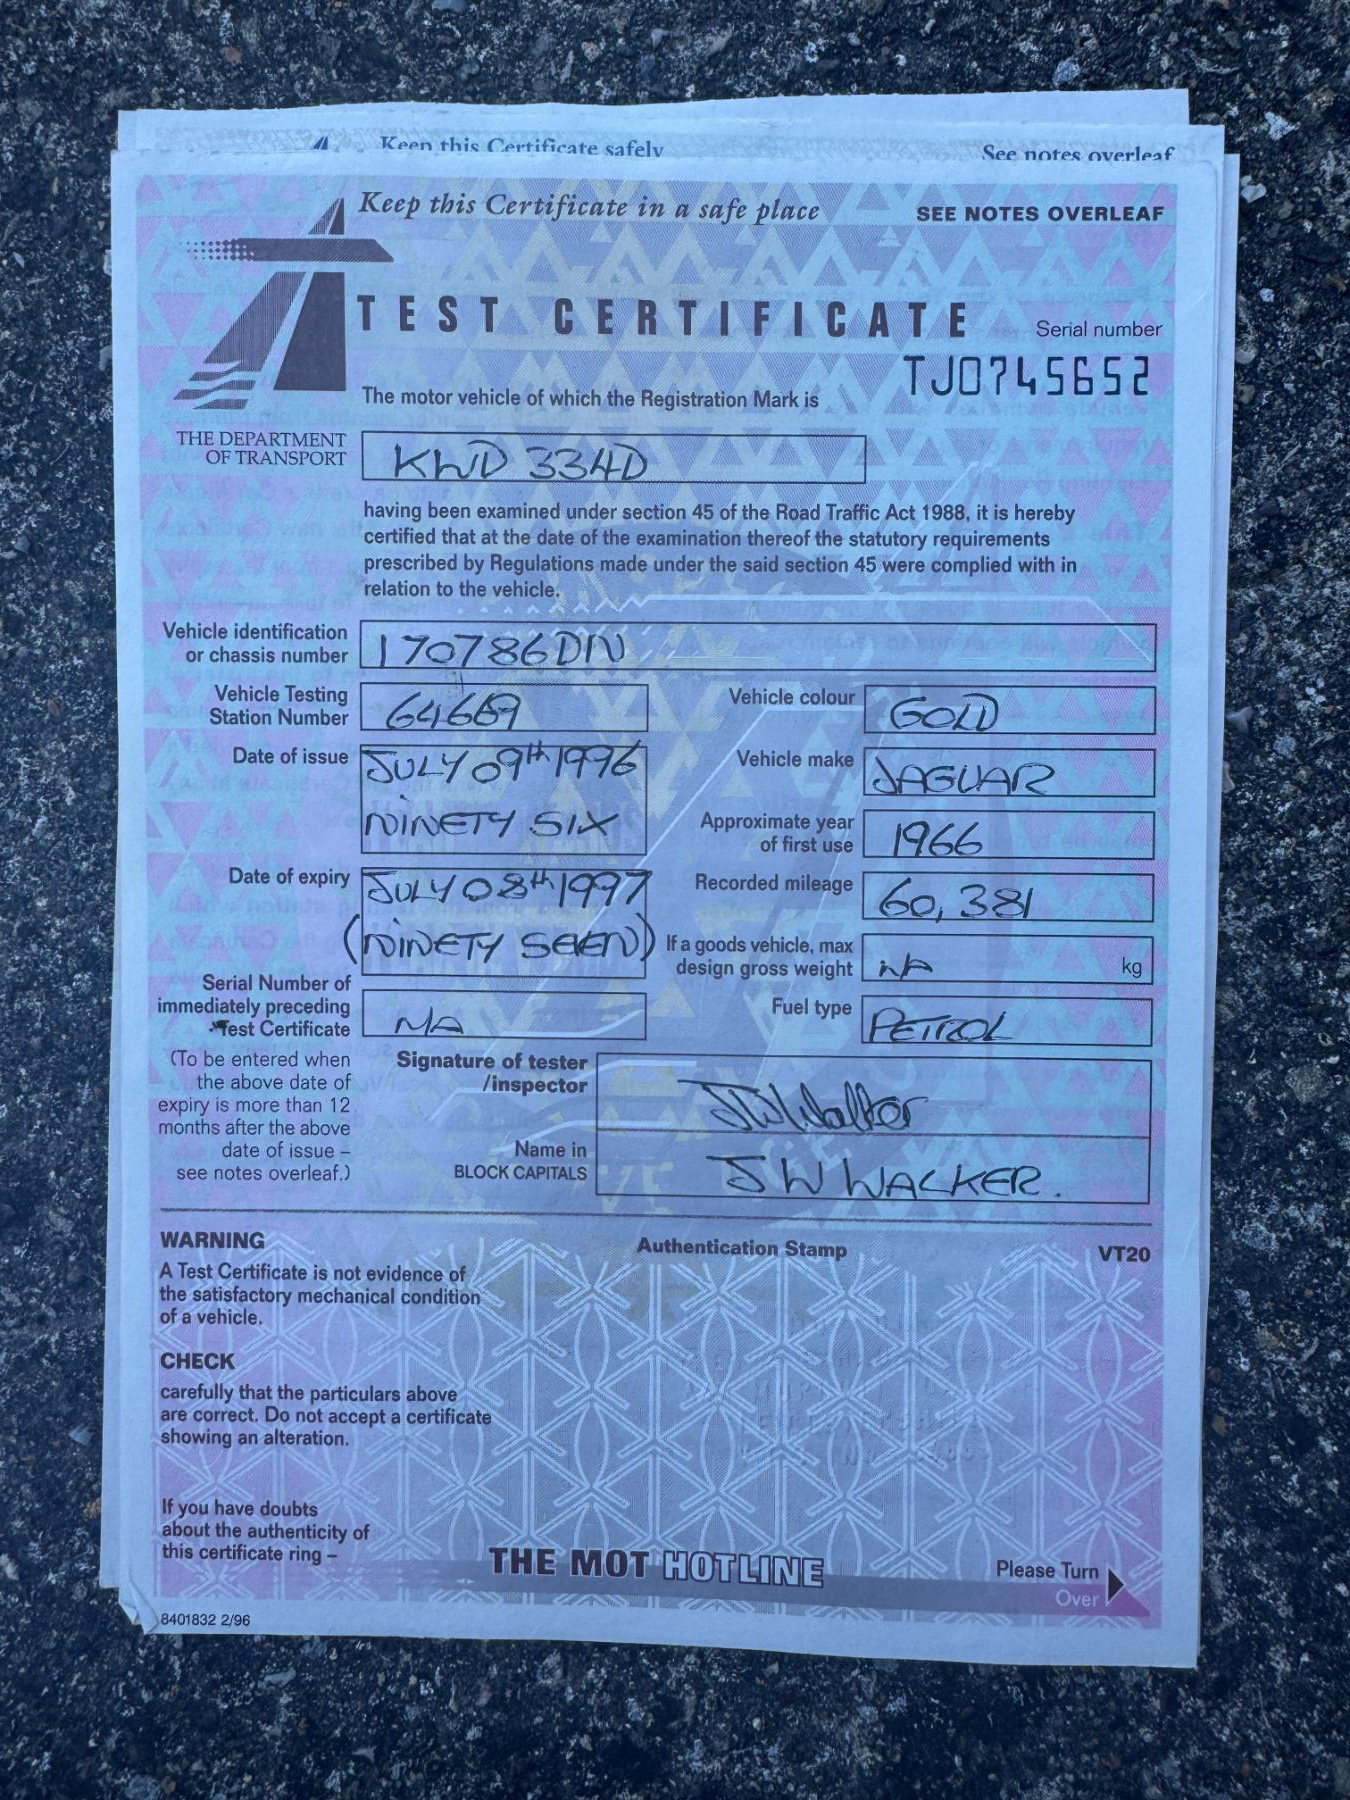 Keep this Certificate safely
See notes overleaf
Keep this Certificate in a safe place
SEE NOTES OVERLEAF
TEST CERTIFICATE
Serial number
TJ0745652
The motor vehicle of which the Registration Mark is
THE DEPARTMENT
OF TRANSPORT
KWD 334D
having been examined under section 45 of the Road Traffic Act 1988, it is hereby
certified that at the date of the examination thereof the statutory requirements
prescribed by Regulations made under the said section 45 were complied with in
relation to the vehicle.
Vehicle identification
or chassis number
170786DN
Vehicle Testing
Station Number
64669
Vehicle colour
GOLD
Date of issue
JULY 09th 1996
NINETY SIX
Vehicle make
JAGUAR
Approximate year
of first use
1966
Date of expiry
JULY 08th 1997
(NINETY SEVEN)
Recorded mileage
60,381
If a goods vehicle, max
design gross weight
NA
kg
Serial Number of
immediately preceding
Test Certificate
NA
Fuel type
PETROL
(To be entered when
the above date of
expiry is more than 12
months after the above
date of issue –
see notes overleaf.)
Signature of tester
/inspector
JW Walker
Name in
BLOCK CAPITALS
J W WALKER.
WARNING
A Test Certificate is not evidence of
the satisfactory mechanical condition
of a vehicle.
Authentication Stamp
VT20
CHECK
carefully that the particulars above
are correct. Do not accept a certificate
showing an alteration.
If you have doubts
about the authenticity of
this certificate ring –
THE MOT HOTLINE
Please Turn
Over
8401832 2/96